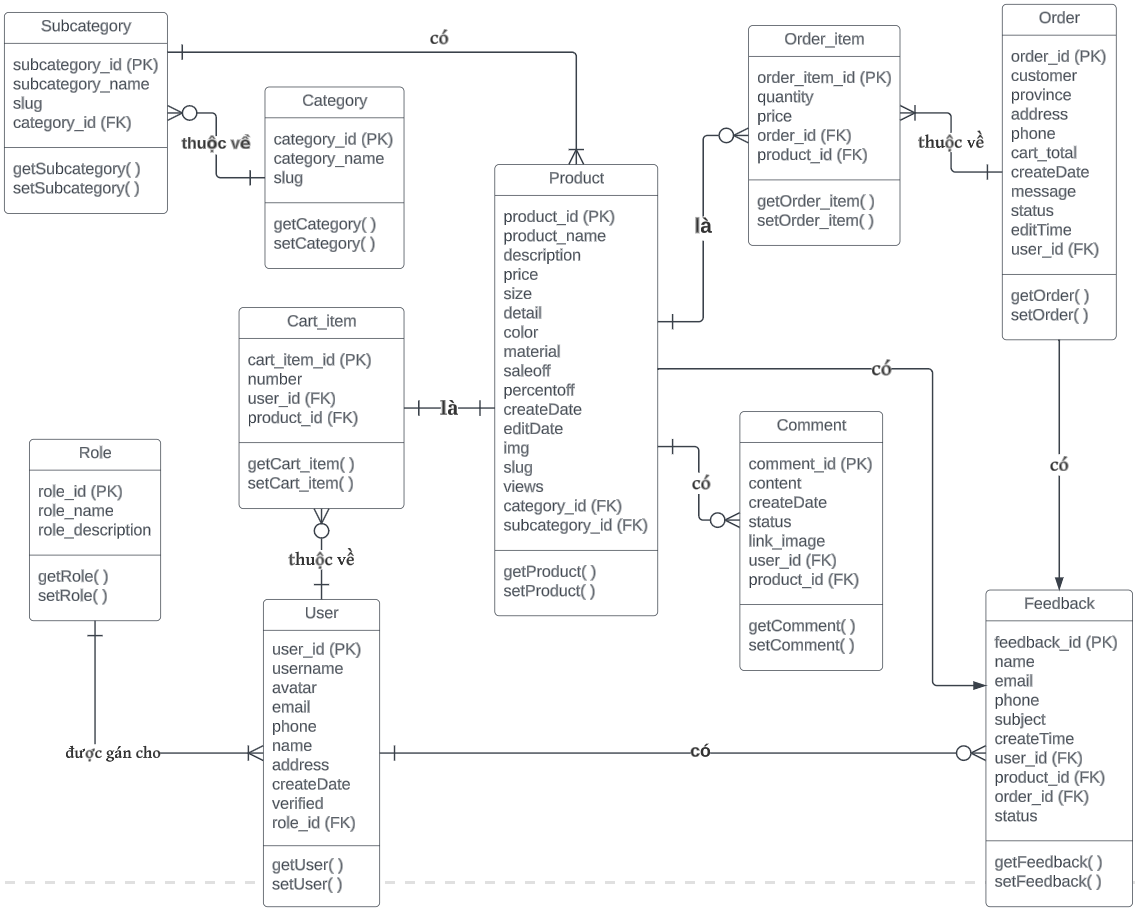 Subcategory
subcategory_id (PK)
subcategory_name
slug
category_id (FK)
getSubcategory( )
setSubcategory( )
có
thuộc về
Category
category_id (PK)
category_name
slug
getCategory( )
setCategory( )
Product
product_id (PK)
product_name
description
price
size
detail
color
material
saleoff
percentoff
createDate
editDate
img
slug
views
category_id (FK)
subcategory_id (FK)
getProduct( )
setProduct( )
là
Order_item
order_item_id (PK)
quantity
price
order_id (FK)
product_id (FK)
getOrder_item( )
setOrder_item( )
thuộc về
Order
order_id (PK)
customer
province
address
phone
cart_total
createDate
message
status
editTime
user_id (FK)
getOrder( )
setOrder( )
Cart_item
cart_item_id (PK)
number
user_id (FK)
product_id (FK)
getCart_item( )
setCart_item( )
là
có
có
Comment
comment_id (PK)
content
createDate
status
link_image
user_id (FK)
product_id (FK)
getComment( )
setComment( )
có
Role
role_id (PK)
role_name
role_description
getRole( )
setRole( )
thuộc về
được gán cho
User
user_id (PK)
username
avatar
email
phone
name
address
createDate
verified
role_id (FK)
getUser( )
setUser( )
có
Feedback
feedback_id (PK)
name
email
phone
subject
createTime
user_id (FK)
product_id (FK)
order_id (FK)
status
getFeedback( )
setFeedback( )